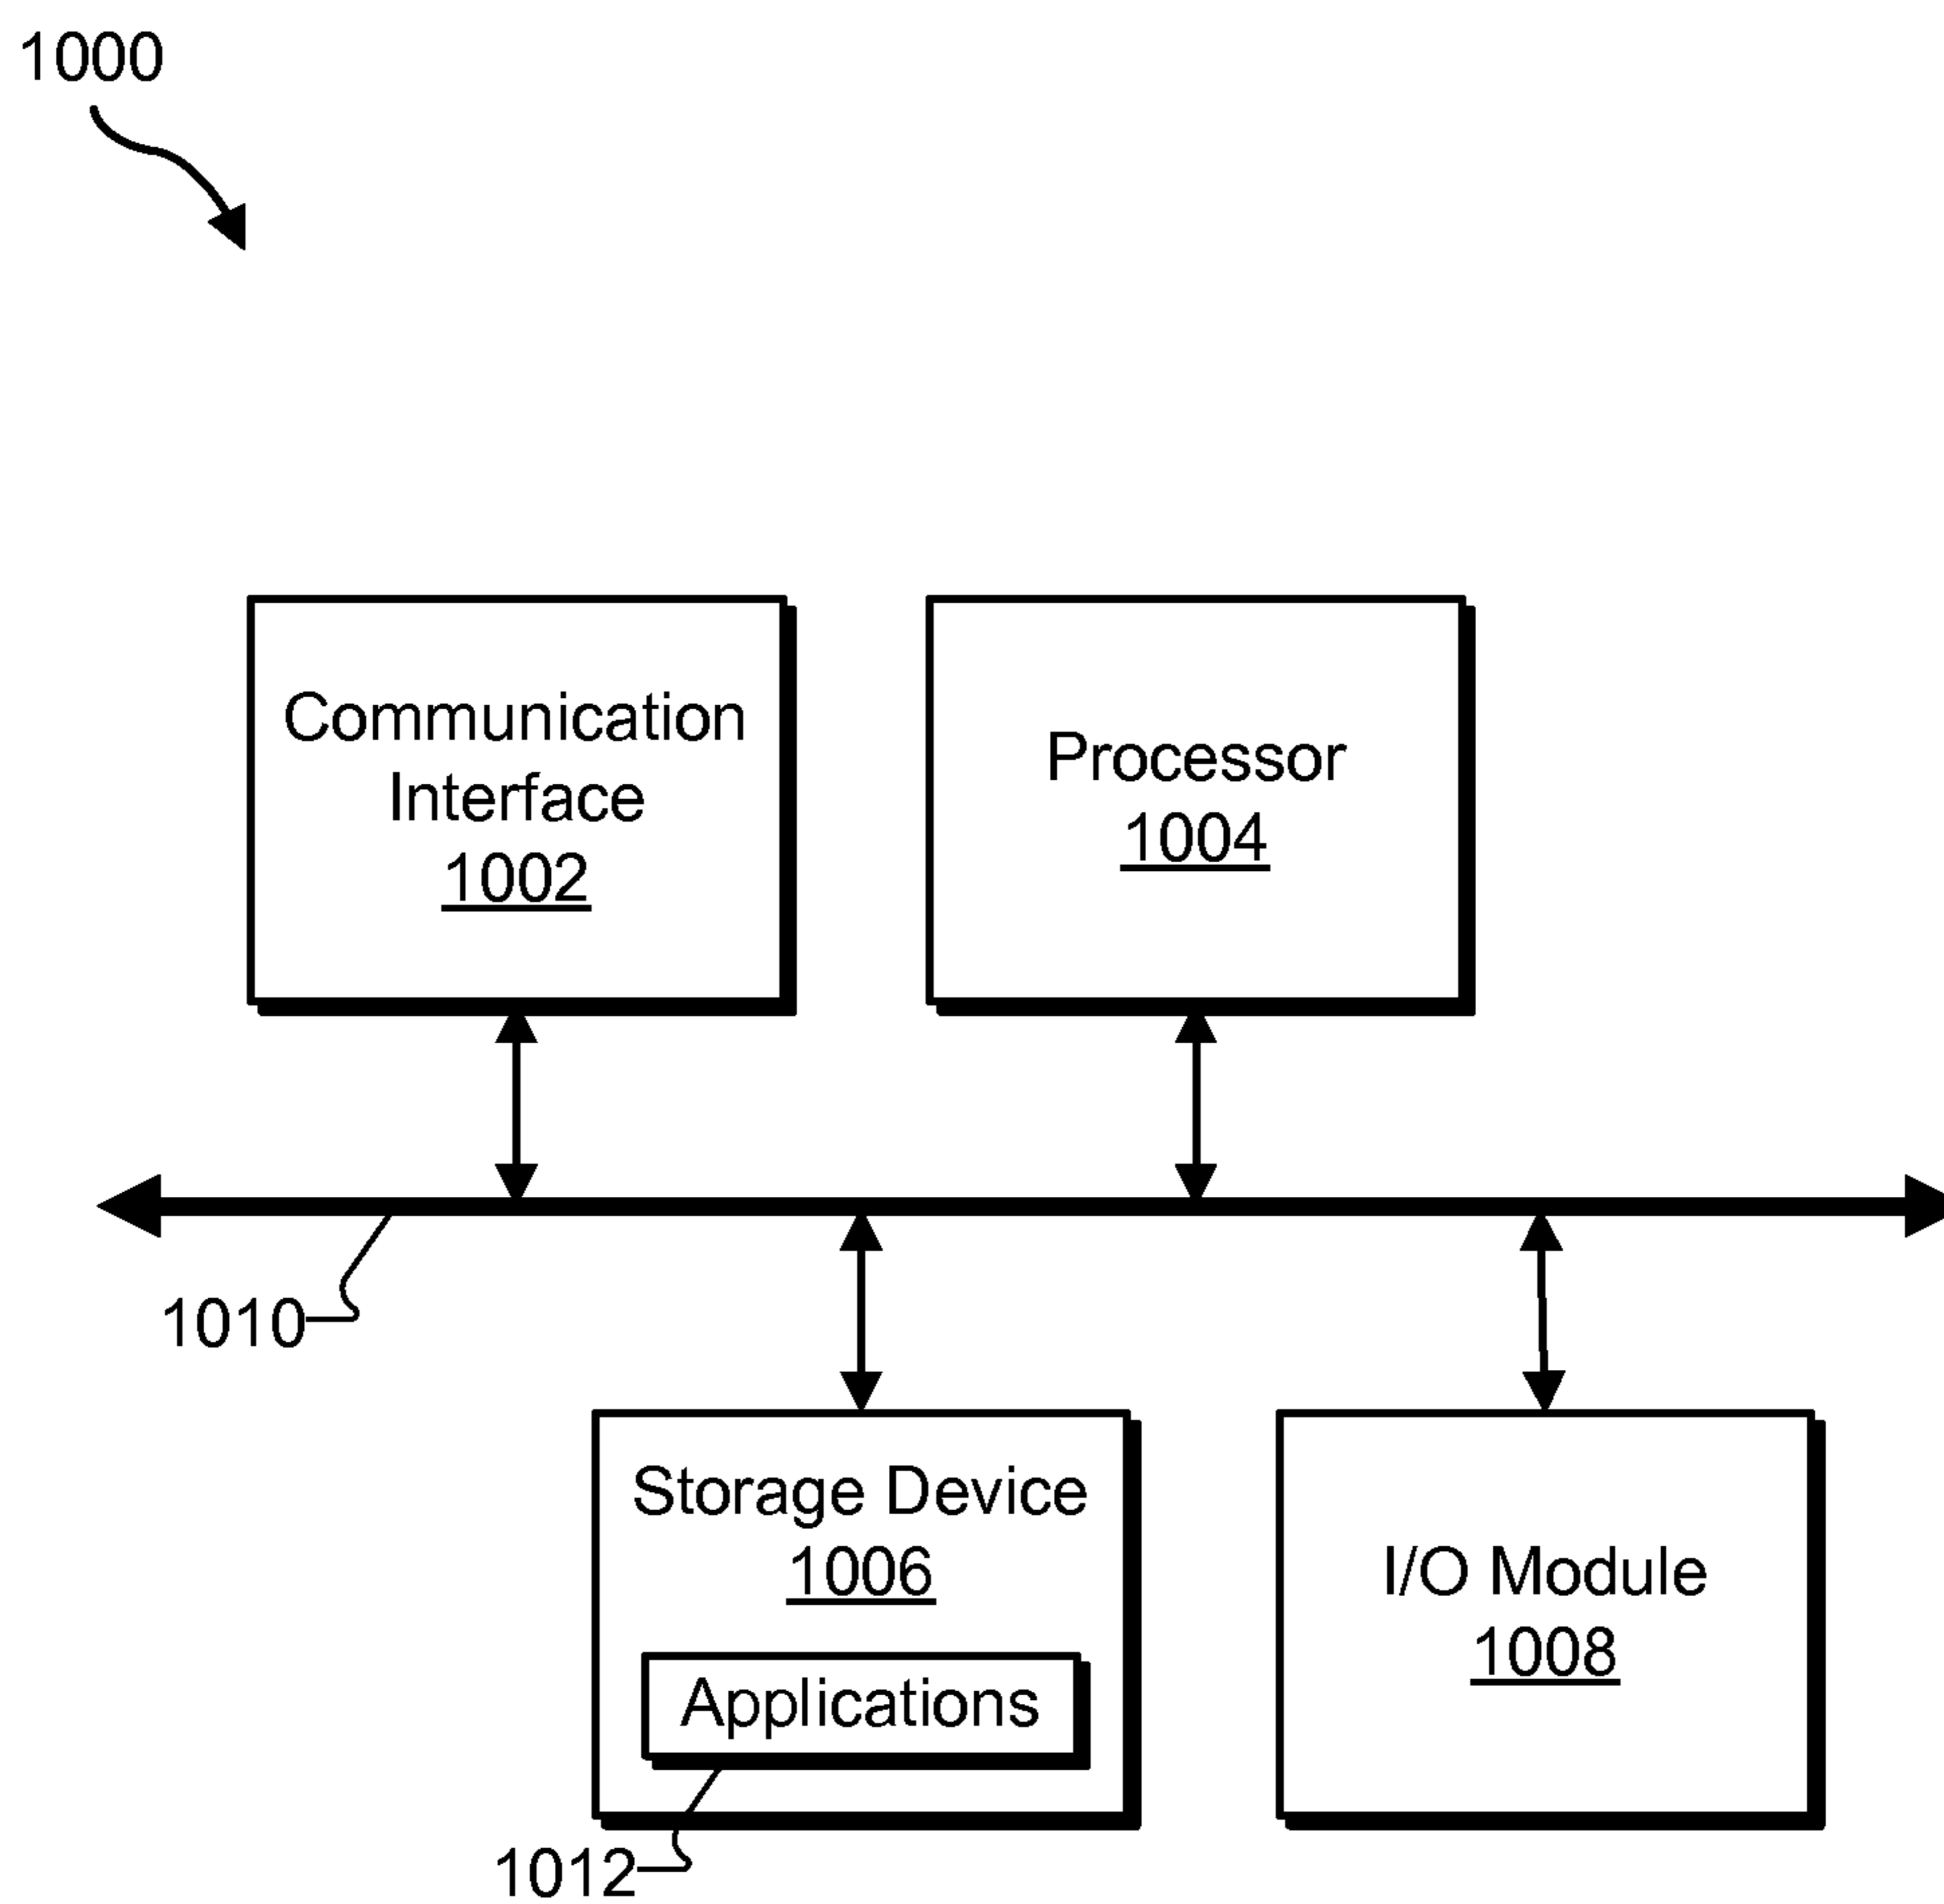 1000
Communication
Interface
1002
Processor
1004
1010
Storage Device
1006
Applications
1012
I/O Module
1008